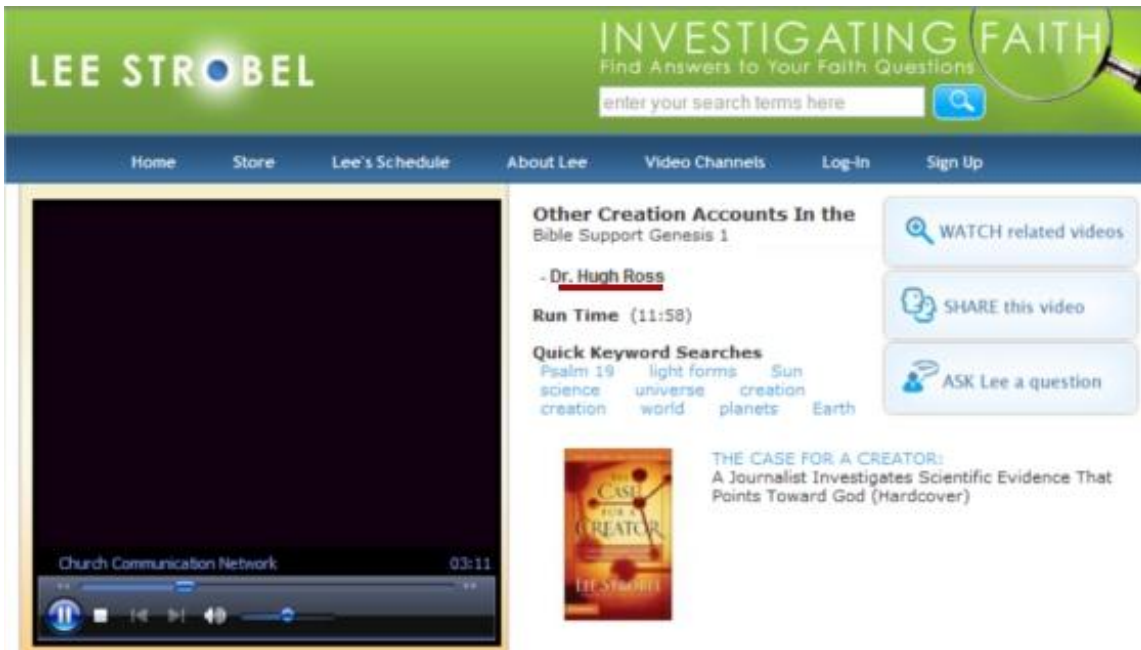 LEE STROBEL
INVESTIGATING FAITH
Find Answers to Your Faith Questions
enter your search terms here
Home Store Lee's Schedule About Lee Video Channels Log-In Sign Up
Church Communication Network 03:11
Other Creation Accounts In the
Bible Support Genesis 1
- Dr. Hugh Ross
Run Time (11:58)
Quick Keyword Searches
Psalm 19 light forms Sun
science universe creation
creation world planets Earth
WATCH related videos
SHARE this video
ASK Lee a question
THE
CASE
FOR A
CREATOR
LEE STROBEL
THE CASE FOR A CREATOR:
A Journalist Investigates Scientific Evidence That
Points Toward God (Hardcover)